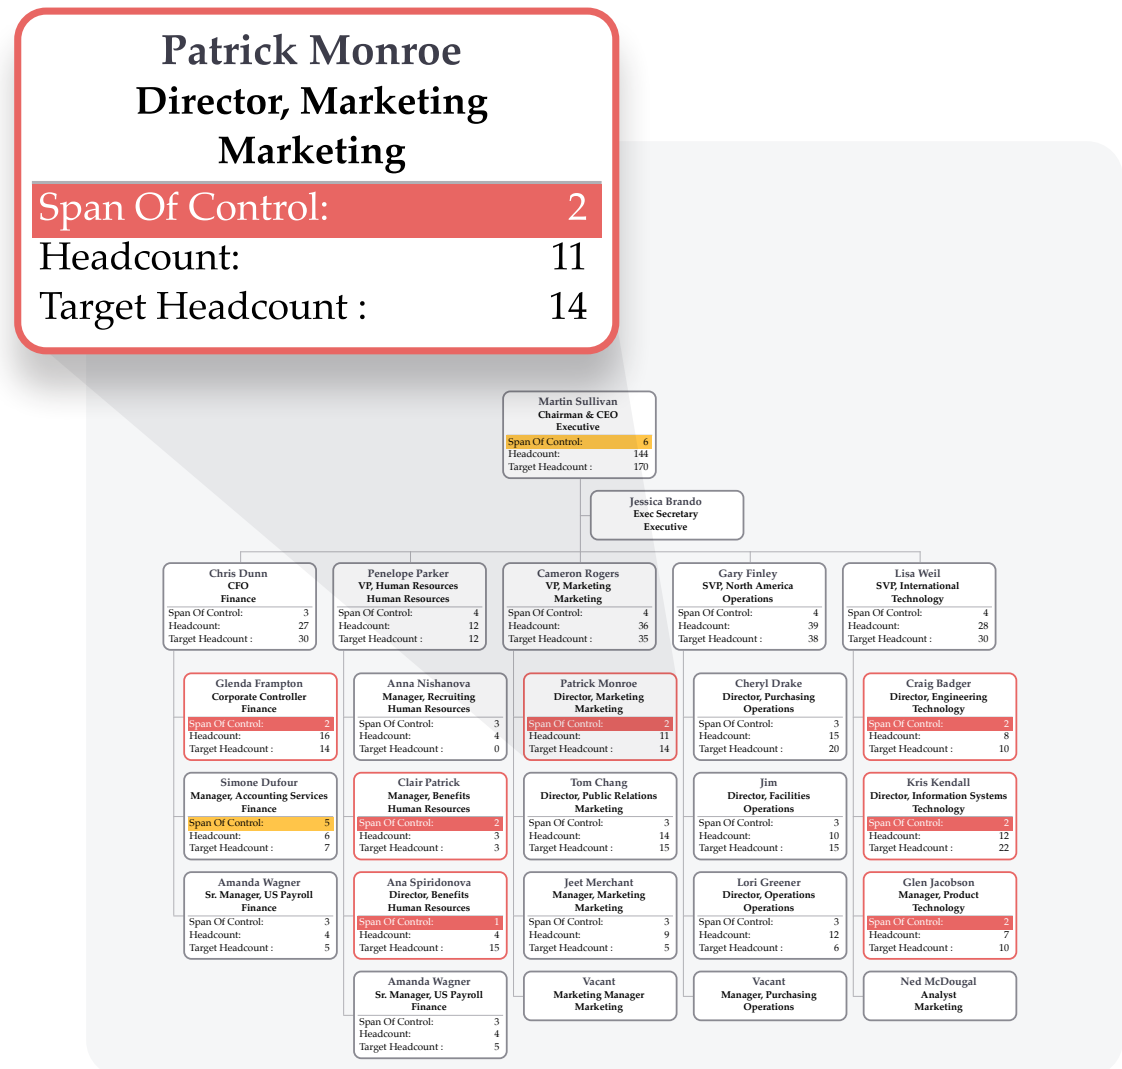 Patrick Monroe
Director, Marketing
Marketing
Span Of Control: 2
Headcount: 11
Target Headcount : 14
Martin Sullivan
Chairman & CEO
Executive
Span Of Control: 6
Headcount: 144
Target Headcount : 170
Jessica Brando
Exec Secretary
Executive
Chris Dunn
CFO
Finance
Span Of Control: 3
Headcount: 27
Target Headcount : 30
Penelope Parker
VP, Human Resources
Human Resources
Span Of Control: 4
Headcount: 12
Target Headcount : 12
Cameron Rogers
VP, Marketing
Marketing
Span Of Control: 4
Headcount: 36
Target Headcount : 35
Gary Finley
SVP, North America
Operations
Span Of Control: 4
Headcount: 39
Target Headcount : 38
Lisa Weil
SVP, International
Technology
Span Of Control: 4
Headcount: 28
Target Headcount : 30
Glenda Frampton
Corporate Controller
Finance
Span Of Control: 2
Headcount: 16
Target Headcount : 14
Anna Nishanova
Manager, Recruiting
Human Resources
Span Of Control: 3
Headcount: 4
Target Headcount : 0
Patrick Monroe
Director, Marketing
Marketing
Span Of Control: 2
Headcount: 11
Target Headcount : 14
Cheryl Drake
Director, Purchasing
Operations
Span Of Control: 3
Headcount: 15
Target Headcount : 20
Craig Badger
Director, Engineering
Technology
Span Of Control: 2
Headcount: 8
Target Headcount : 10
Simone Dufour
Manager, Accounting Services
Finance
Span Of Control: 5
Headcount: 6
Target Headcount : 7
Clair Patrick
Manager, Benefits
Human Resources
Span Of Control: 2
Headcount: 3
Target Headcount : 3
Tom Chang
Director, Public Relations
Marketing
Span Of Control: 3
Headcount: 14
Target Headcount : 15
Jim
Director, Facilities
Operations
Span Of Control: 3
Headcount: 10
Target Headcount : 15
Kris Kendall
Director, Information Systems
Technology
Span Of Control: 2
Headcount: 12
Target Headcount : 22
Amanda Wagner
Sr. Manager, US Payroll
Finance
Span Of Control: 3
Headcount: 4
Target Headcount : 5
Ana Spiridonova
Director, Benefits
Human Resources
Span Of Control: 1
Headcount: 4
Target Headcount : 15
Jeet Merchant
Manager, Marketing
Marketing
Span Of Control: 3
Headcount: 9
Target Headcount : 5
Lori Greener
Director, Operations
Operations
Span Of Control: 3
Headcount: 12
Target Headcount : 6
Glen Jacobson
Manager, Product
Technology
Span Of Control: 2
Headcount: 7
Target Headcount : 10
Amanda Wagner
Sr. Manager, US Payroll
Finance
Span Of Control: 3
Headcount: 4
Target Headcount : 5
Vacant
Marketing Manager
Marketing
Vacant
Manager, Purchasing
Operations
Ned McDougal
Analyst
Marketing